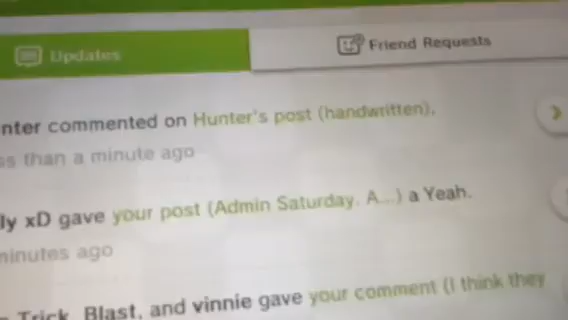 Updates
Friend Requests
nter commented on Hunter's post (handwritten).
ss than a minute ago
ly xD gave your post (Admin Saturday. A...) a Yeah.
minutes ago
Trick, Blast, and vinnie gave your comment (I think they